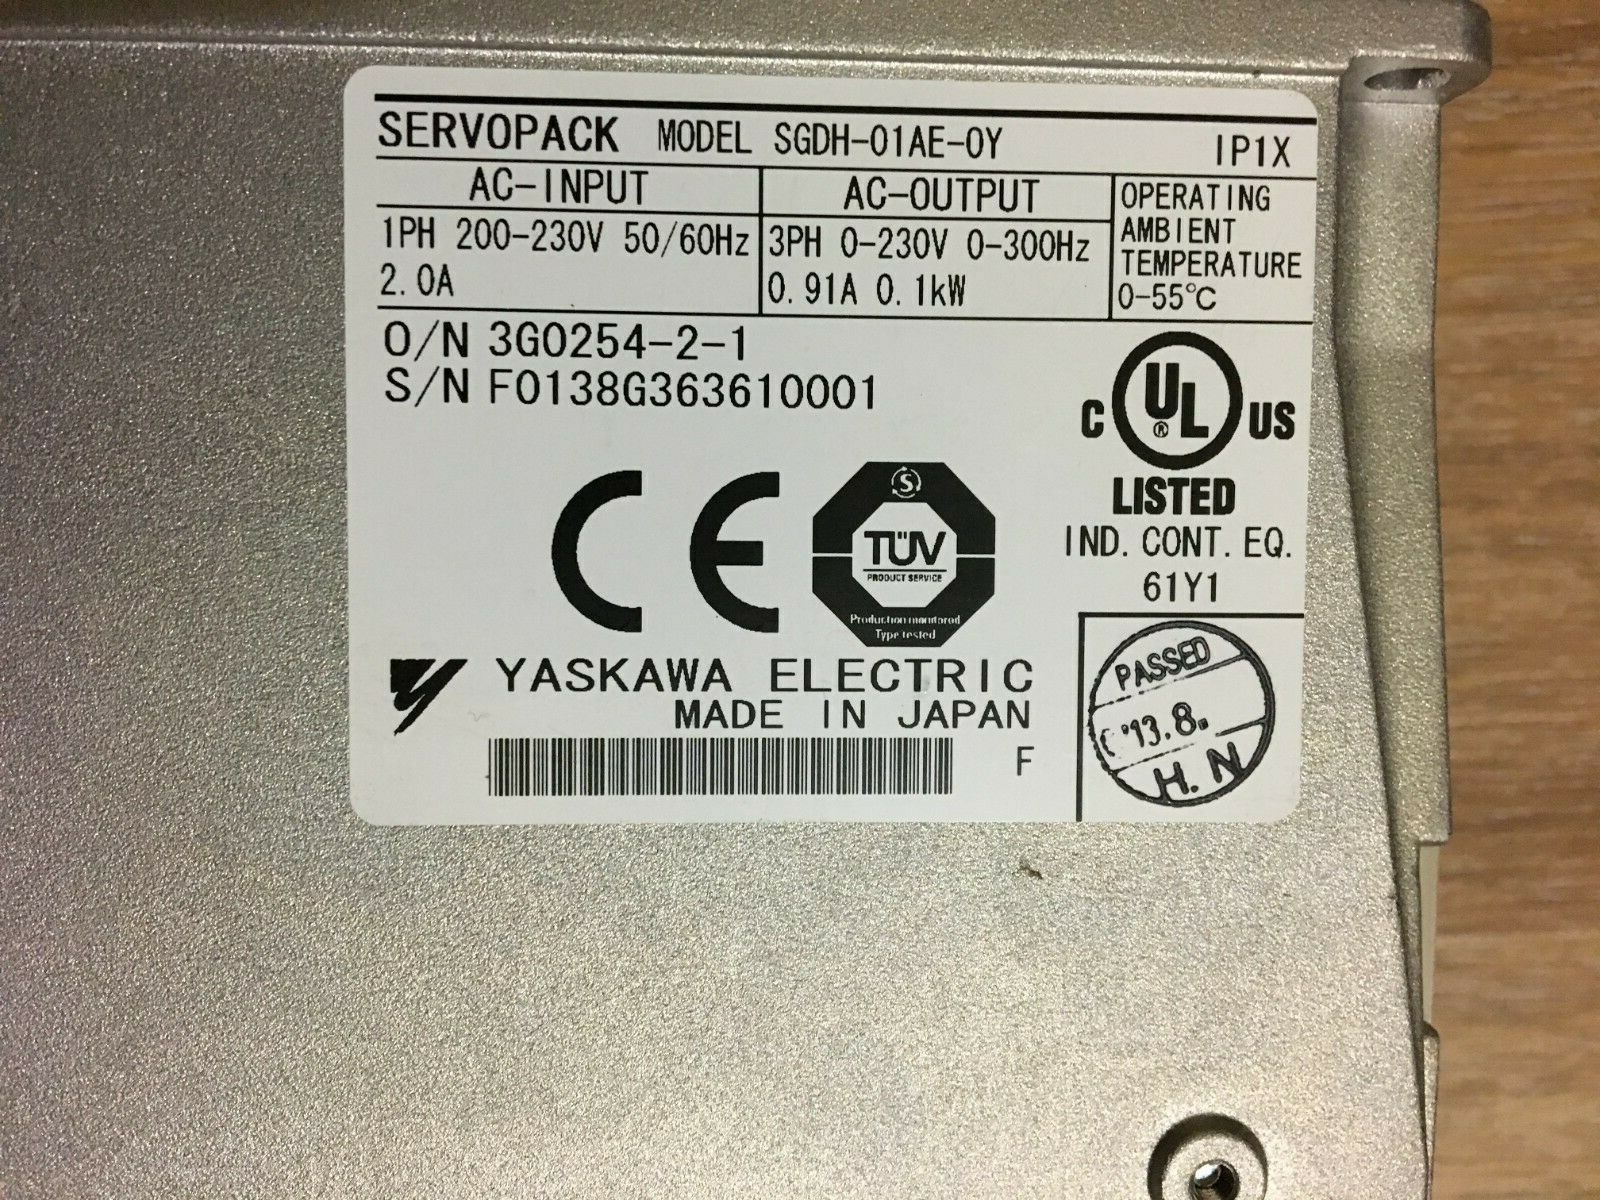 SERVOPACK MODEL SGDH-01AE-0Y IP1X
AC-INPUT
1PH 200-230V 50/60Hz
2.0A
AC-OUTPUT
3PH 0-230V 0-300Hz
0.91A 0.1kW
OPERATING
AMBIENT
TEMPERATURE
0-55℃
O/N 3G0254-2-1
S/N F0138G363610001
C UL ® US
LISTED
IND. CONT. EQ.
61Y1
CE
S
TÜV
PRODUCT SERVICE
Production monitored
Type tested
YASKAWA ELECTRIC
MADE IN JAPAN
F
PASSED
'13.8.
H.N